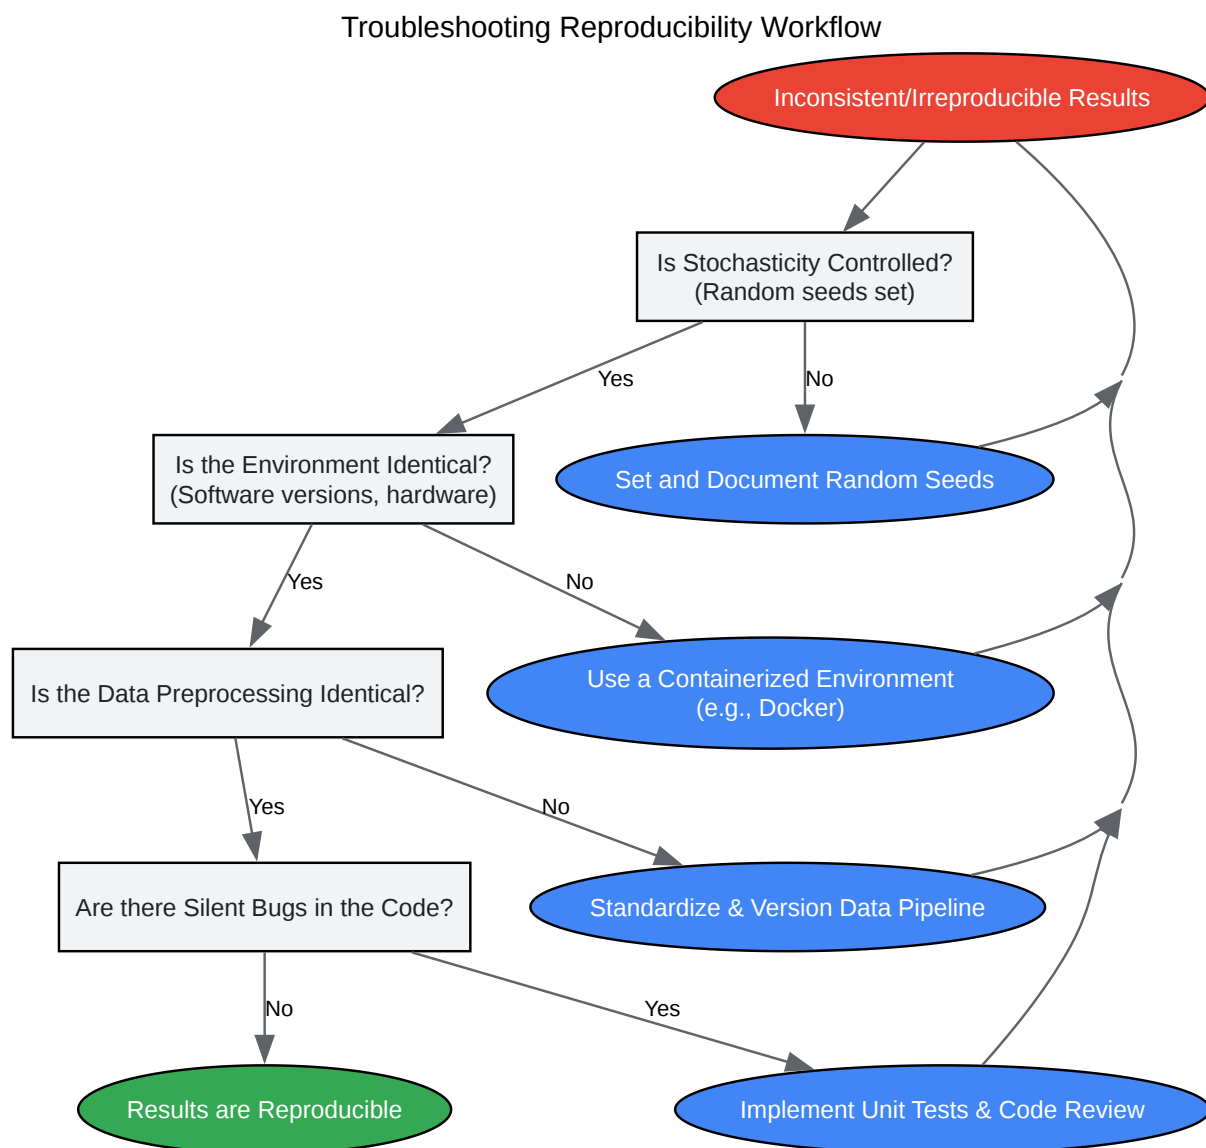 Troubleshooting Reproducibility Workflow
Inconsistent/Irreproducible Results
Is Stochasticity Controlled?
(Random seeds set)
Yes
No
Is the Environment Identical?
(Software versions, hardware)
Set and Document Random Seeds
Yes
No
Is the Data Preprocessing Identical?
Use a Containerized Environment
(e.g., Docker)
Yes
No
Are there Silent Bugs in the Code?
Standardize & Version Data Pipeline
No
Yes
Results are Reproducible
Implement Unit Tests & Code Review